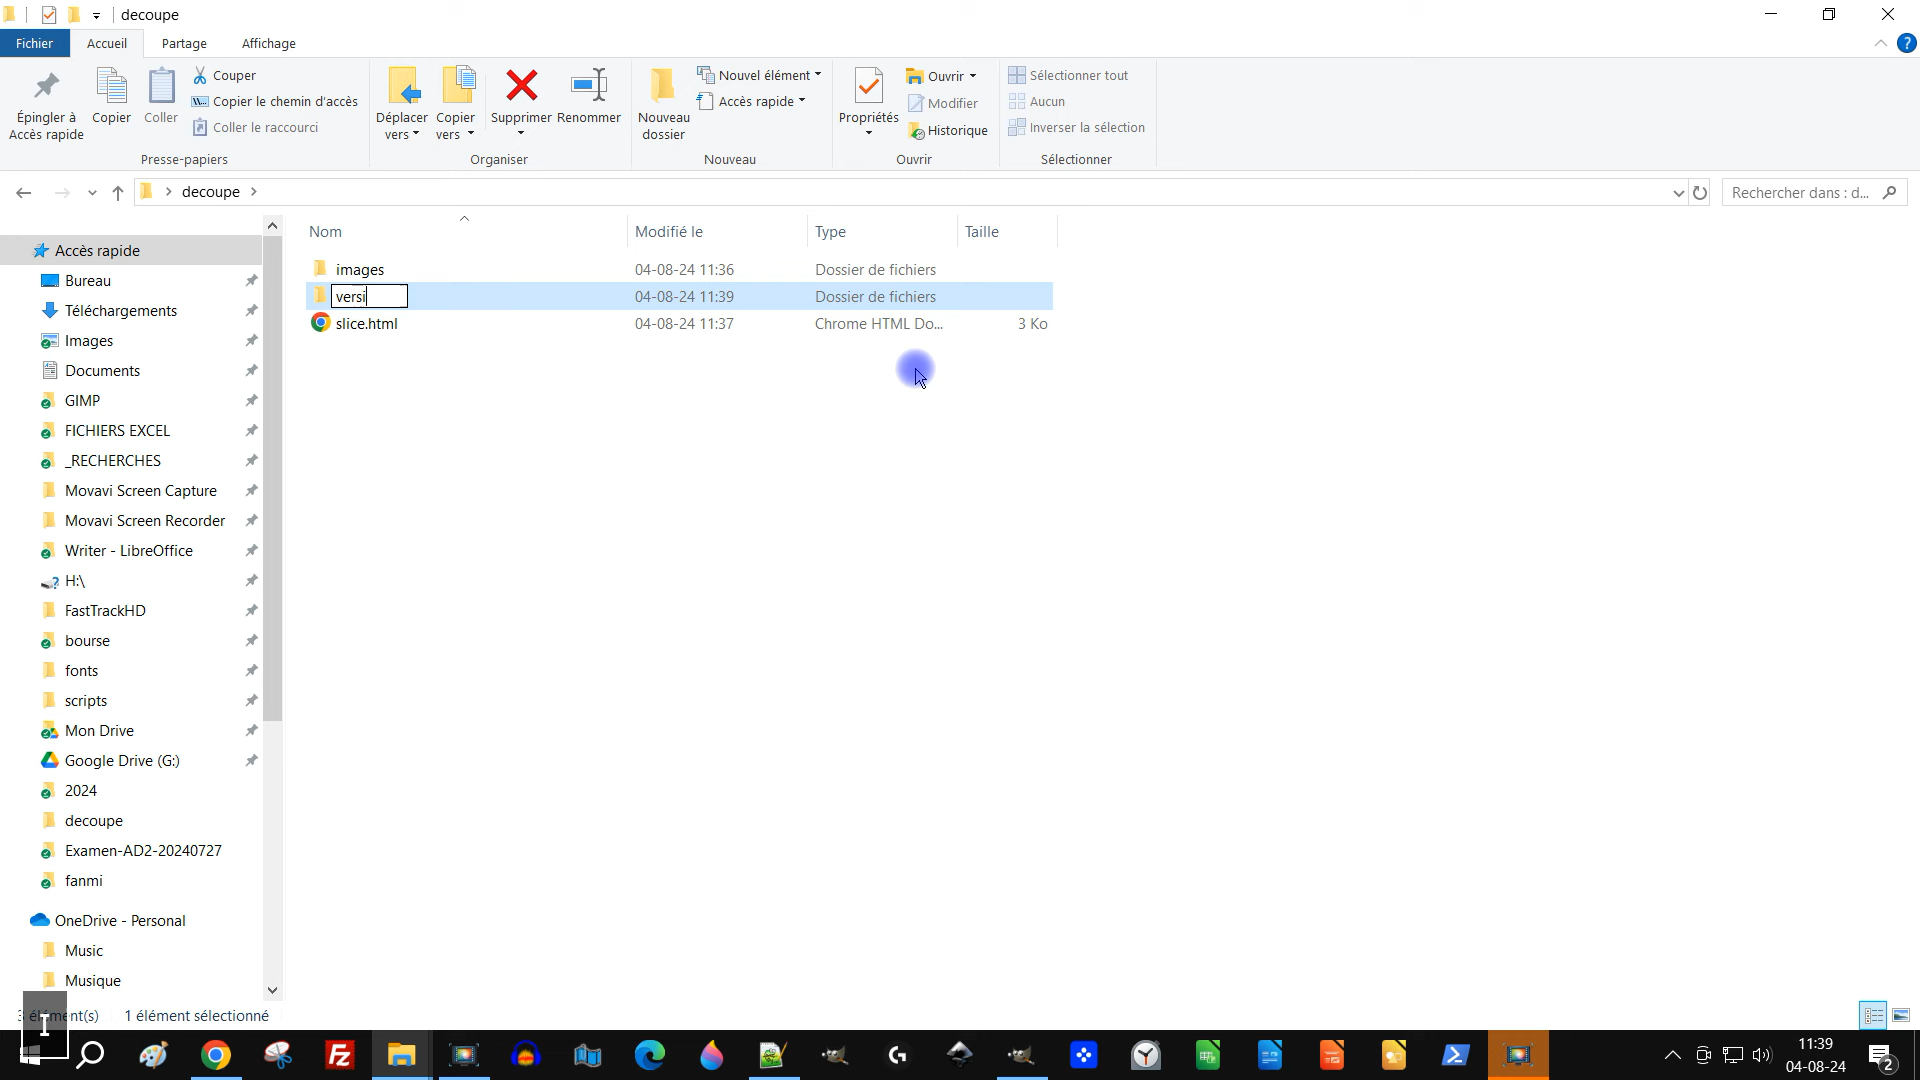 decoupe
Fichier
Accueil
Partage
Affichage
Épingler à
Accès rapide
Copier
Coller
Couper
Copier le chemin d'accès
Coller le raccourci
Presse-papiers
Déplacer
vers
Copier
vers
Supprimer
Renommer
Organiser
Nouveau
dossier
Nouvel élément
Accès rapide
Nouveau
Propriétés
Ouvrir
Modifier
Historique
Ouvrir
Sélectionner tout
Aucun
Inverser la sélection
Sélectionner
decoupe
Rechercher dans : d...
Nom
Modifié le
Type
Taille
images 04-08-24 11:36 Dossier de fichiers
versi 04-08-24 11:39 Dossier de fichiers
slice.html 04-08-24 11:37 Chrome HTML Do... 3 Ko
Accès rapide
Bureau
Téléchargements
Images
Documents
GIMP
FICHIERS EXCEL
_RECHERCHES
Movavi Screen Capture
Movavi Screen Recorder
Writer - LibreOffice
H:\
FastTrackHD
bourse
fonts
scripts
Mon Drive
Google Drive (G:)
2024
decoupe
Examen-AD2-20240727
fanmi
OneDrive - Personal
Music
Musique
1 élément sélectionné
I
11:39
04-08-24
2